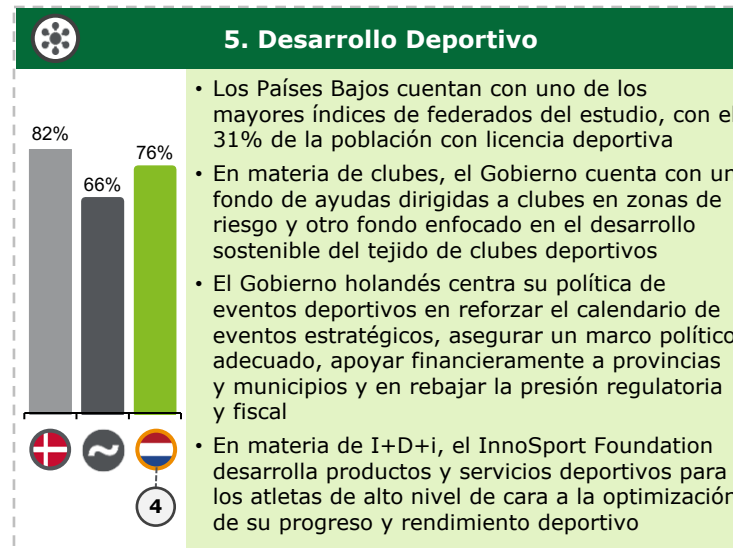 5. Desarrollo Deportivo
82%
66%
76%
4
• Los Países Bajos cuentan con uno de los
mayores índices de federados del estudio, con el
31% de la población con licencia deportiva
• En materia de clubes, el Gobierno cuenta con un
fondo de ayudas dirigidas a clubes en zonas de
riesgo y otro fondo enfocado en el desarrollo
sostenible del tejido de clubes deportivos
• El Gobierno holandés centra su política de
eventos deportivos en reforzar el calendario de
eventos estratégicos, asegurar un marco político
adecuado, apoyar financieramente a provincias
y municipios y en rebajar la presión regulatoria
y fiscal
• En materia de I+D+i, el InnoSport Foundation
desarrolla productos y servicios deportivos para
los atletas de alto nivel de cara a la optimización
de su progreso y rendimiento deportivo